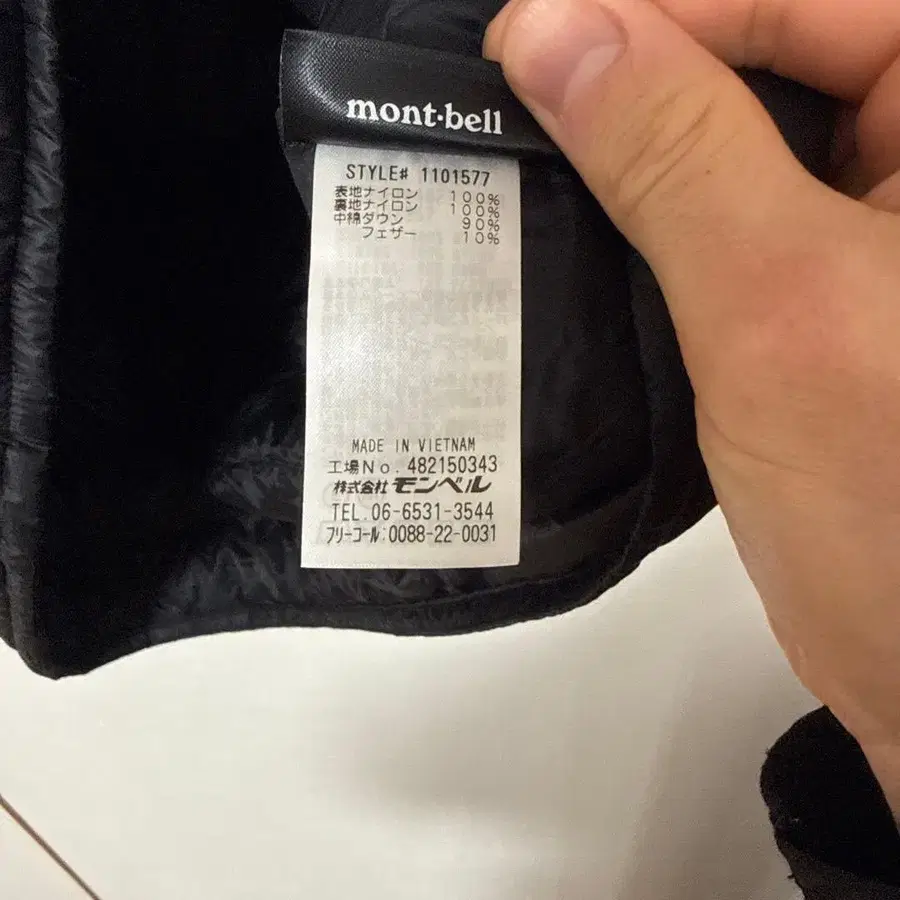 mont·bell
STYLE# 1101577
表地ナイロン 100%
裏地ナイロン 100%
中綿ダウン 90%
フェザー 10%
MADE IN VIETNAM
工場No. 482150343
株式会社モンベル
TEL.06-6531-3544
フリーコール:0088-22-0031